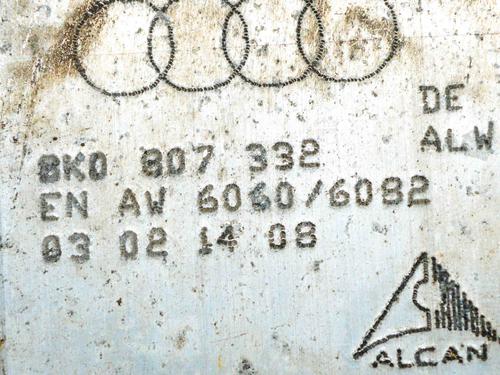 DE
ALW
8K0 807 332
EN AW 6060/6082
03 02 14 08
ALCAN